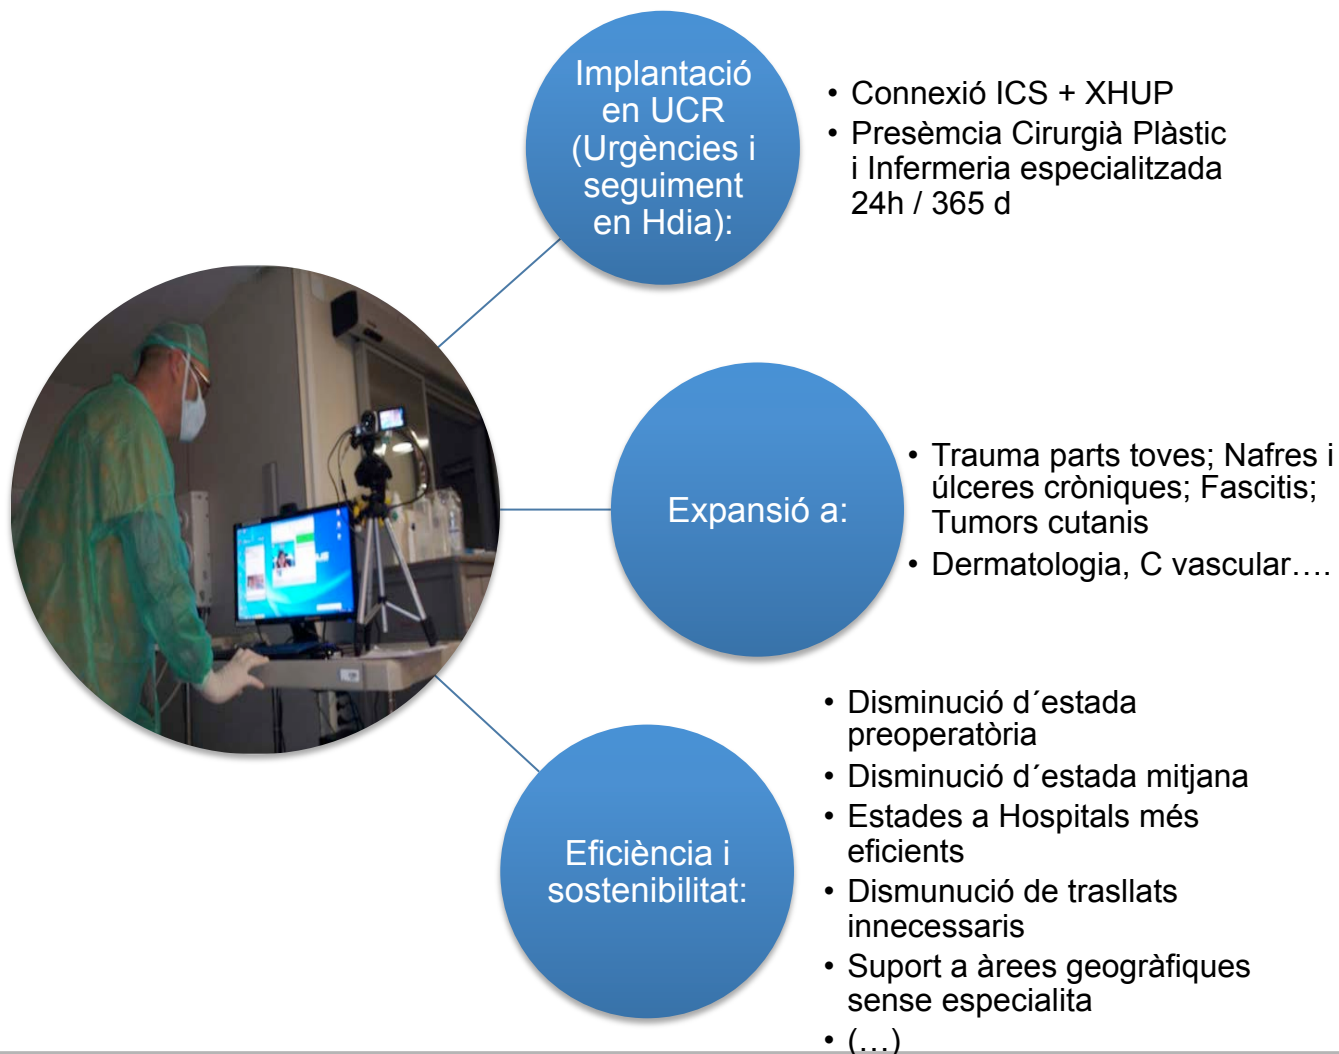 Implantació
en UCR
(Urgències i
seguiment
en Hdia):
• Connexió ICS + XHUP
• Presèmcia Cirurgià Plàstic
i Infermeria especialitzada
24h / 365 d
Expansió a:
• Trauma parts toves; Nafres i
úlceres cròniques; Fascitis;
Tumors cutanis
• Dermatologia, C vascular….
Eficiència i
sostenibilitat:
• Disminució d´estada
preoperatòria
• Disminució d´estada mitjana
• Estades a Hospitals més
eficients
• Dismunució de trasllats
innecessaris
• Suport a àrees geogràfiques
sense especialita
• (…)